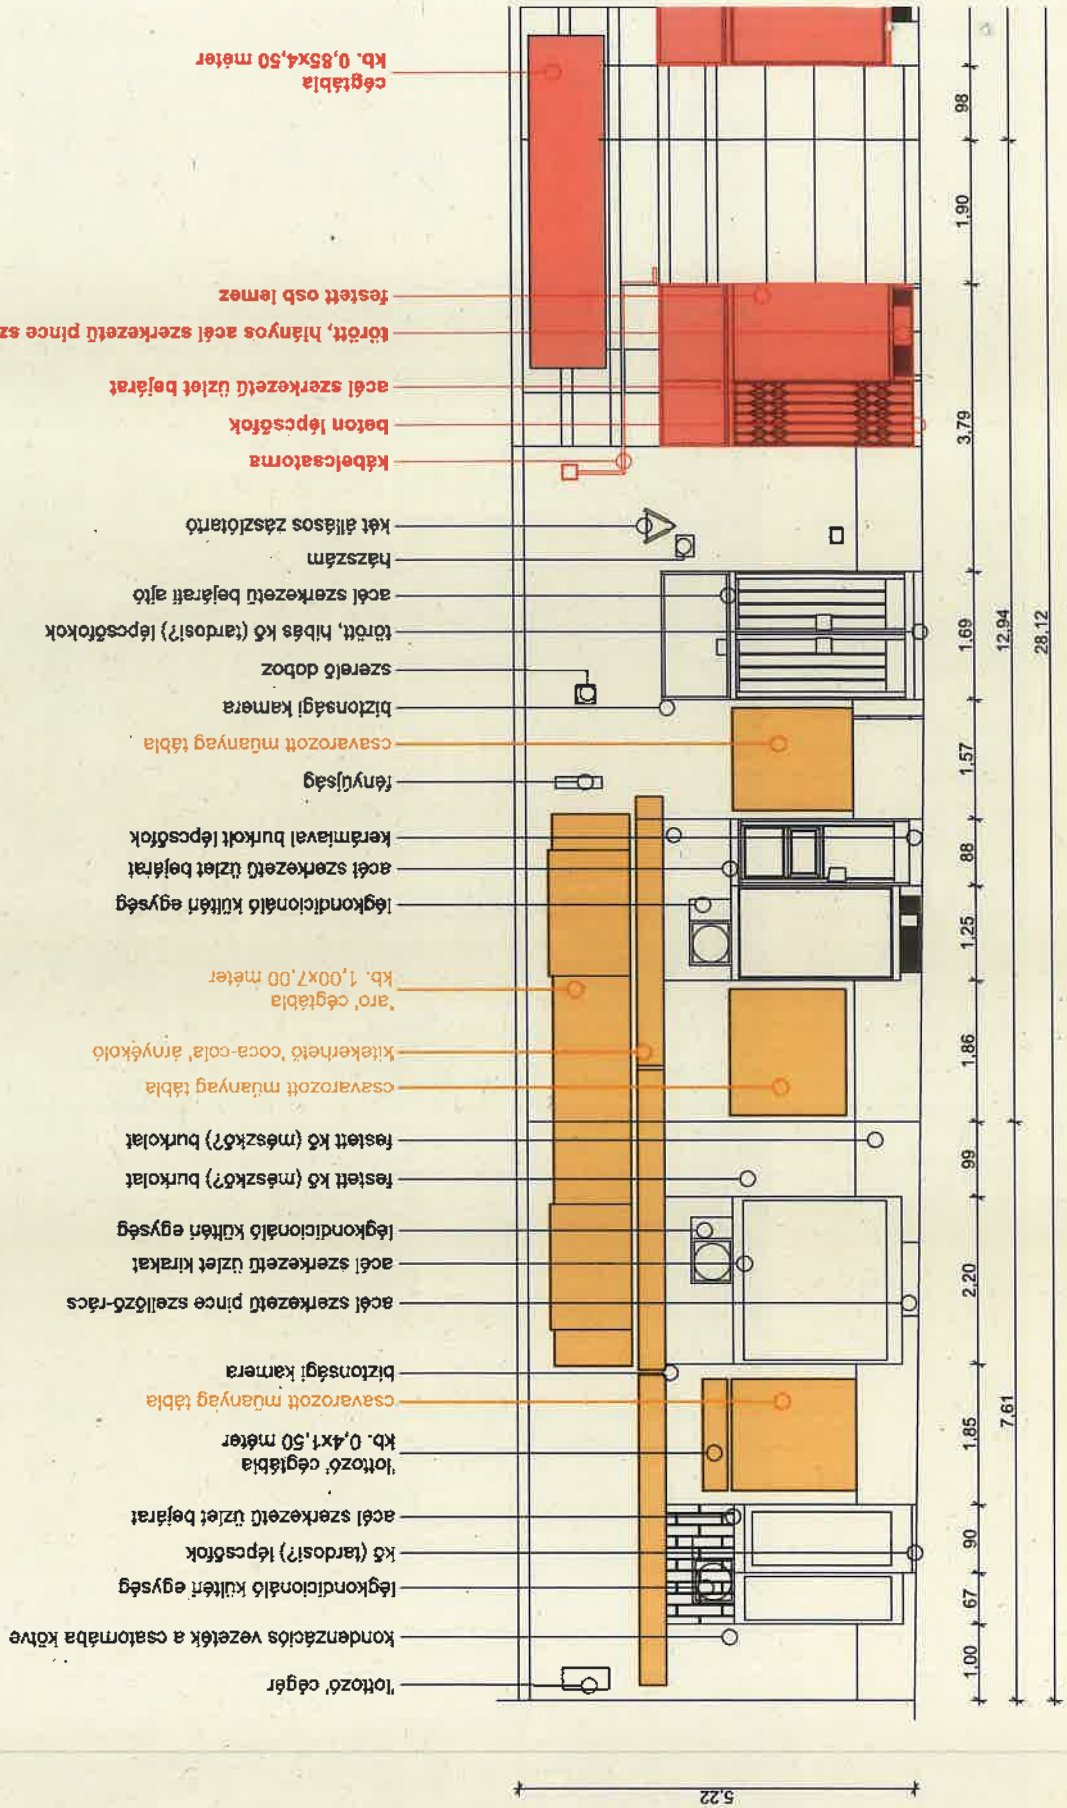 5,22
'lottozó' cégér
kondenzációs vezeték a csatornába kötve
légkondicionáló kültéri egység
kő (tardosi?) lépcsőfok
acél szerkezetű üzlet bejárat
'lottozó' cégtábla
kb. 0,4x1,50 méter
csavarozott műanyag tábla
biztonsági kamera
acél szerkezetű pince szellőző-rács
acél szerkezetű üzlet kirakat
légkondicionáló kültéri egység
festett kő (mészkő?) burkolat
festett kő (mészkő?) burkolat
csavarozott műanyag tábla
kitekerhető 'coca-cola' árnyékoló
'aro' cégtábla
kb. 1,00x7,00 méter
légkondicionáló kültéri egység
acél szerkezetű üzlet bejárat
kerámiával burkolt lépcsőfok
fényújság
csavarozott műanyag tábla
biztonsági kamera
szerelő doboz
törött, hibás kő (tardosi?) lépcsőfokok
acél szerkezetű bejárati ajtó
házszám
két állásos zászlótartó
kábelcsatorna
beton lépcsőfok
acél szerkezetű üzlet bejárat
törött, hiányos acél szerkezetű pince sz
festett osb lemez
cégtábla
kb. 0,85x4,50 méter
1,00
67
90
1,85
2,20
99
1,86
1,25
88
1,57
1,69
3,79
1,90
98
7,61
12,94
28,12